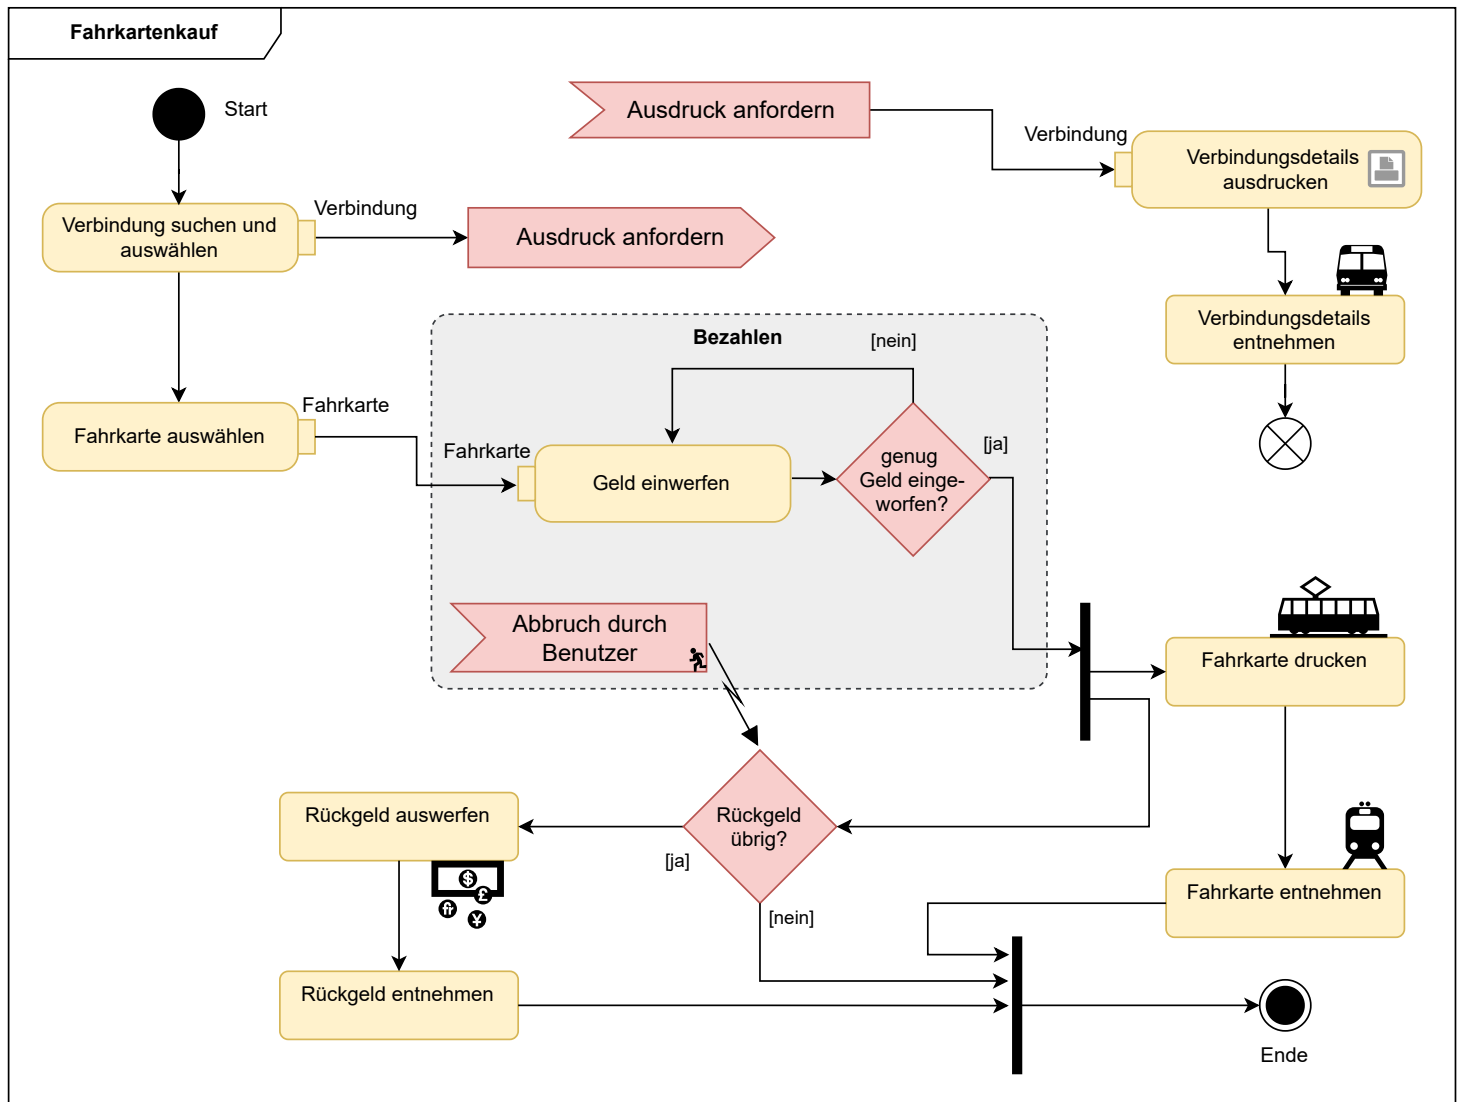 Fahrkartenkauf
Start
Ausdruck anfordern
Verbindung
Verbindungsdetails
ausdrucken
Verbindung suchen und
auswählen
Verbindung
Ausdruck anfordern
Verbindungsdetails
entnehmen
Bezahlen
[nein]
Fahrkarte auswählen
Fahrkarte
Fahrkarte
Geld einwerfen
genug
Geld einge-
worfen?
[ja]
Abbruch durch
Benutzer
Fahrkarte drucken
Rückgeld auswerfen
Rückgeld
übrig?
[ja]
[nein]
Fahrkarte entnehmen
Rückgeld entnehmen
Ende